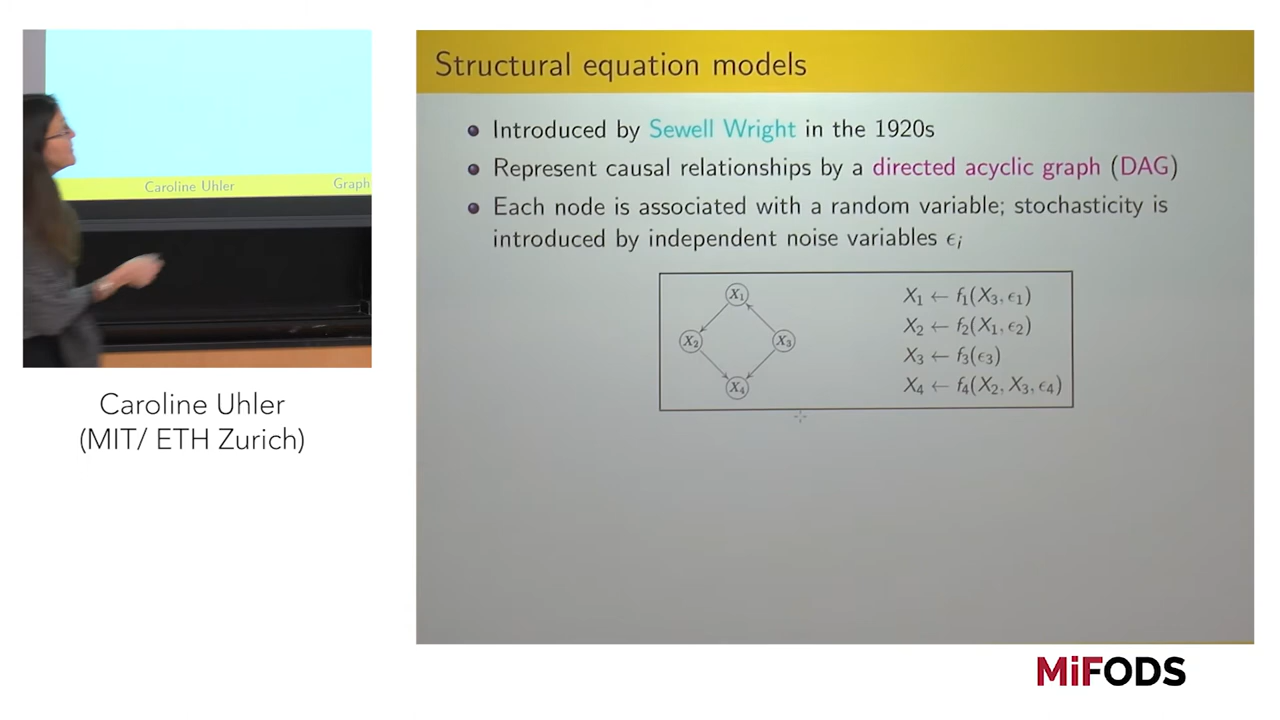 Structural equation models
Introduced by Sewell Wright in the 1920s
Represent causal relationships by a directed acyclic graph (DAG)
Each node is associated with a random variable; stochasticity is
introduced by independent noise variables ϵᵢ
X₁
X₂
X₃
X₄
X₁ ← f₁(X₃, ϵ₁)
X₂ ← f₂(X₁, ϵ₂)
X₃ ← f₃(ϵ₃)
X₄ ← f₄(X₂, X₃, ϵ₄)
Caroline Uhler
Graph
Caroline Uhler
(MIT/ ETH Zurich)
MiFODS